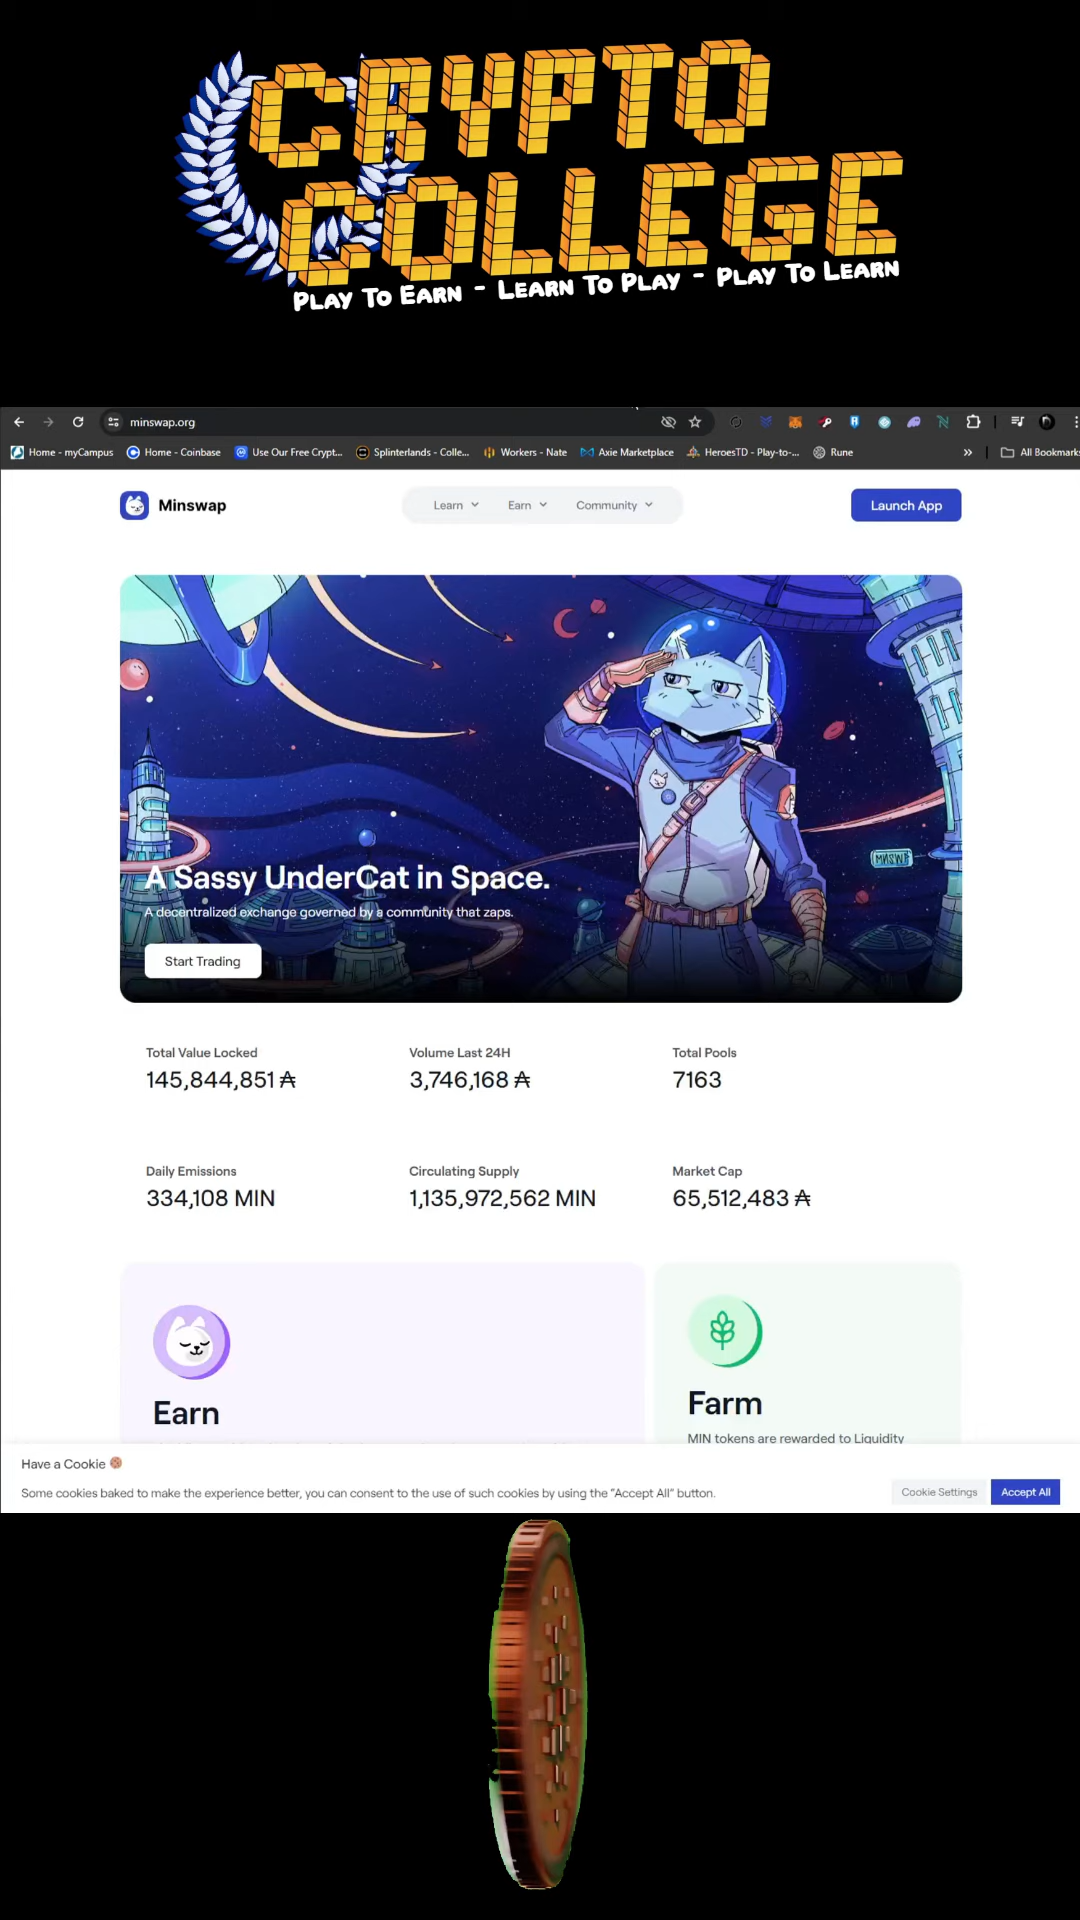 CRYPTO
COLLEGE
PLAY TO EARN - LEARN TO PLAY - PLAY TO LEARN
minswap.org
Home - myCampus Home - Coinbase Use Our Free Crypt... Splinterlands - Colle... Workers - Nate Axie Marketplace HeroesTD - Play-to-... Rune » All Bookmarks
Minswap Learn Earn Community Launch App
MNSWP
A Sassy UnderCat in Space.
A decentralized exchange governed by a community that zaps.
Start Trading
Total Value Locked Volume Last 24H Total Pools
145,844,851 ₳ 3,746,168 ₳ 7163
Daily Emissions Circulating Supply Market Cap
334,108 MIN 1,135,972,562 MIN 65,512,483 ₳
Earn Farm
MIN tokens are rewarded to Liquidity
Have a Cookie
Some cookies baked to make the experience better, you can consent to the use of such cookies by using the “Accept All” button. Cookie Settings Accept All